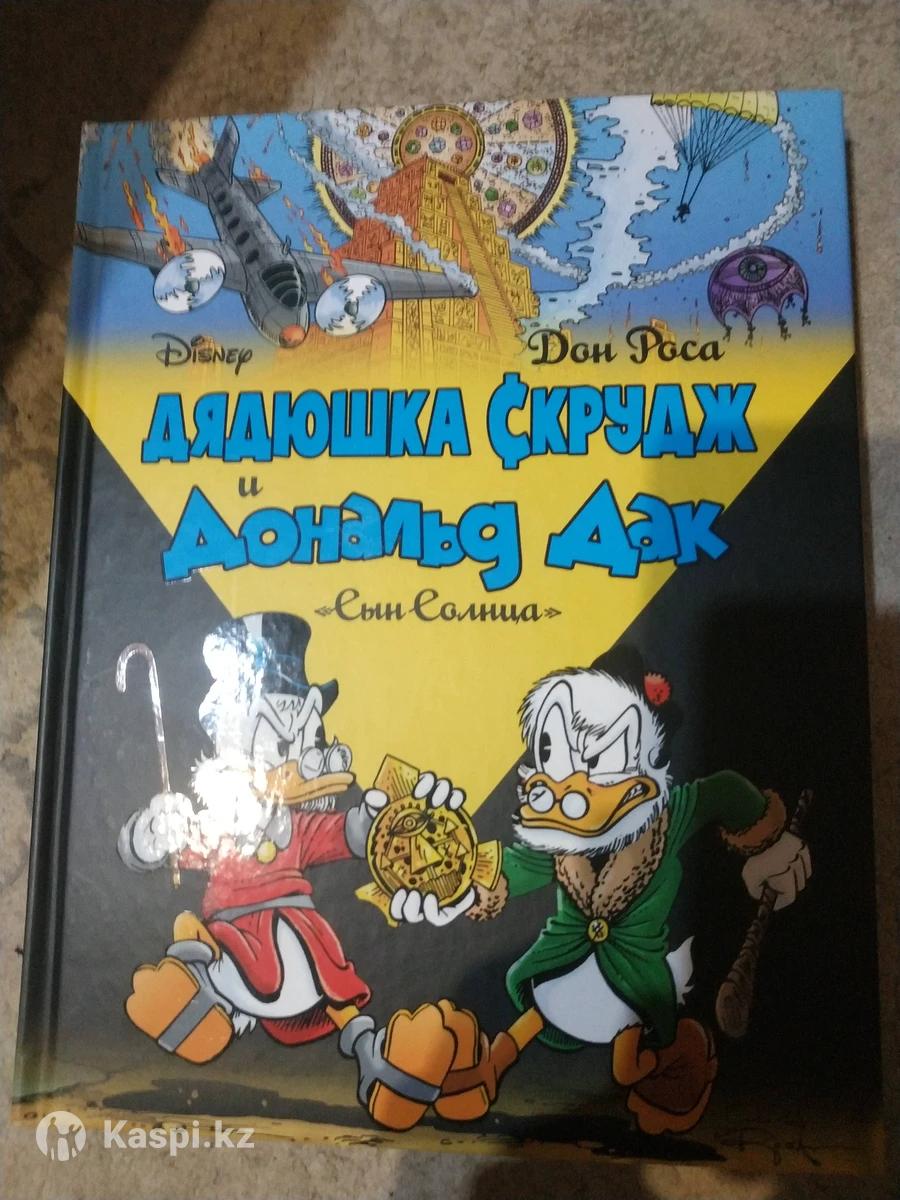 Disney
Дон Роса
ДЯДЮШКА СКРУДЖ
и
Дональд Дак
«Сын Солнца»
Kaspi.kz